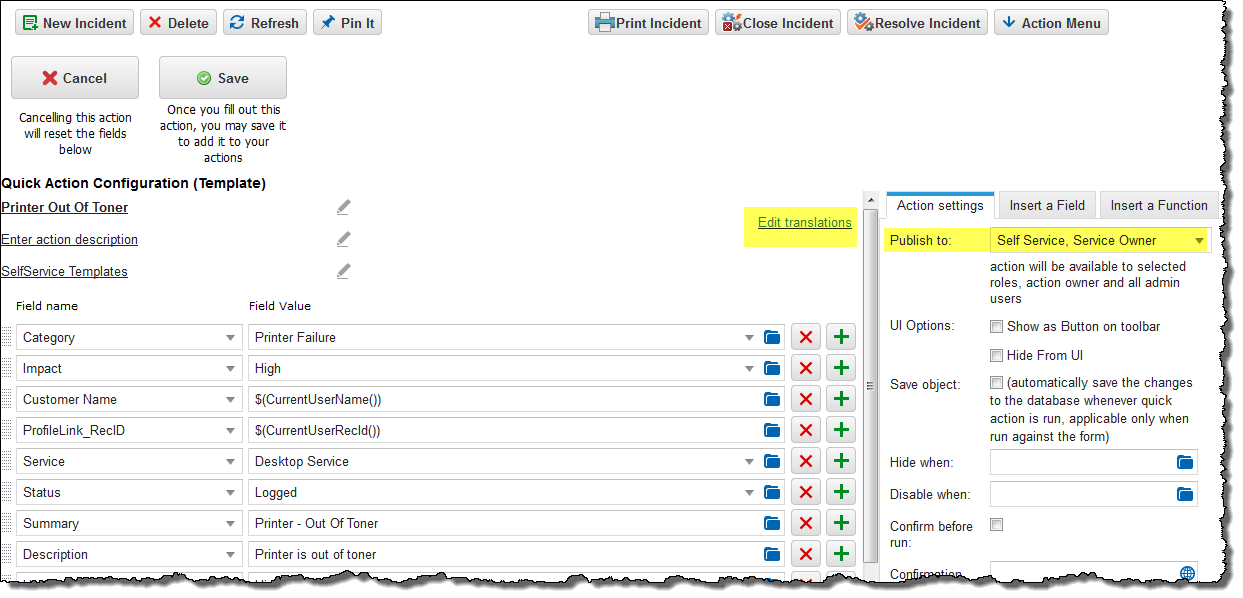 New Incident Delete Refresh Pin It Print Incident Close Incident Resolve Incident Action Menu
Cancel Save
Cancelling this action
will reset the fields
below
Once you fill out this
action, you may save it
to add it to your
actions
Quick Action Configuration (Template)
Printer Out Of Toner
Enter action description
SelfService Templates
Edit translations
Field name Field Value
Category Printer Failure
Impact High
Customer Name $(CurrentUserName())
ProfileLink_RecID $(CurrentUserRecId())
Service Desktop Service
Status Logged
Summary Printer - Out Of Toner
Description Printer is out of toner
Action settings Insert a Field Insert a Function
Publish to: Self Service, Service Owner
action will be available to selected
roles, action owner and all admin
users
UI Options: Show as Button on toolbar
Hide From UI
Save object: (automatically save the changes
to the database whenever quick
action is run, applicable only when
run against the form)
Hide when:
Disable when:
Confirm before
run:
Confirmation